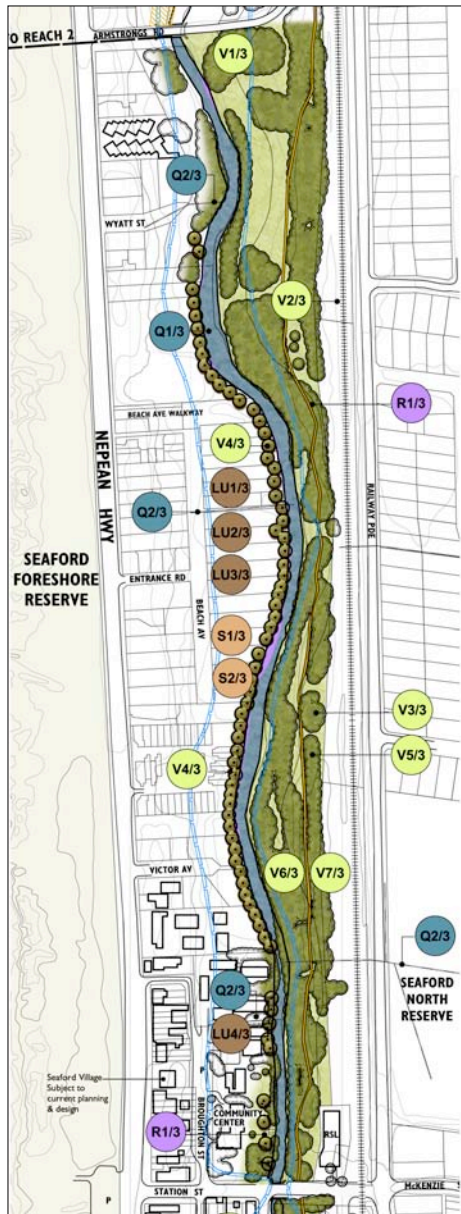 O REACH 2
ARMSTRONGS RD
V1/3
Q2/3
WYATT ST
V2/3
Q1/3
R1/3
BEACH AVE WALKWAY
V4/3
NEPEAN HWY
LU1/3
RAILWAY PDE
Q2/3
LU2/3
SEAFORD
FORESHORE
RESERVE
ENTRANCE RD
LU3/3
BEACH AV
S1/3
S2/3
V3/3
V4/3
V5/3
VICTOR AV
V6/3
V7/3
Q2/3
SEAFORD
NORTH
RESERVE
Q2/3
LU4/3
Seaford Village
Subject to
current planning
& design
P
BROUGHTON ST
COMMUNITY
CENTER
R1/3
RSL
STATION ST
McKENZIE S
P